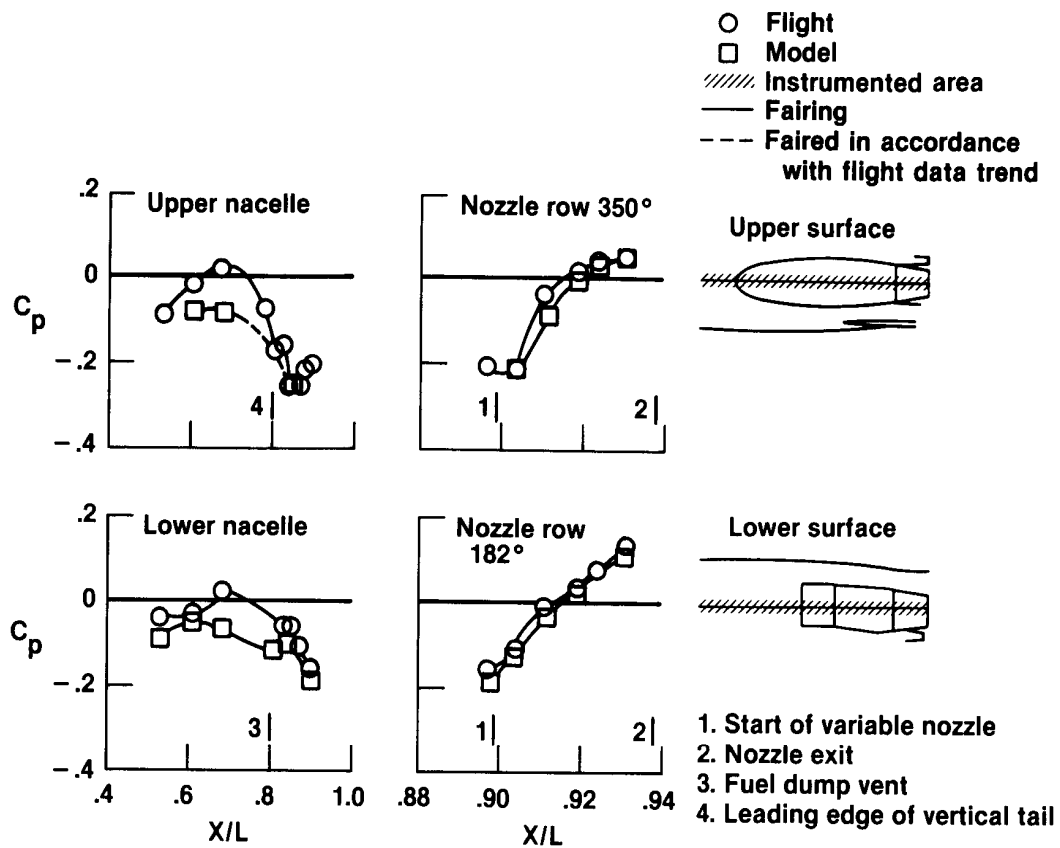 Flight
Model
Instrumented area
Fairing
Faired in accordance
with flight data trend
.2
0
C_p
−.2
−.4
Upper nacelle
4
Nozzle row 350°
1
2
Upper surface
.2
0
C_p
−.2
−.4
Lower nacelle
3
.4
.6
.8
1.0
X/L
Nozzle row
182°
1
2
.88
.90
.92
.94
X/L
Lower surface
1. Start of variable nozzle
2. Nozzle exit
3. Fuel dump vent
4. Leading edge of vertical tail